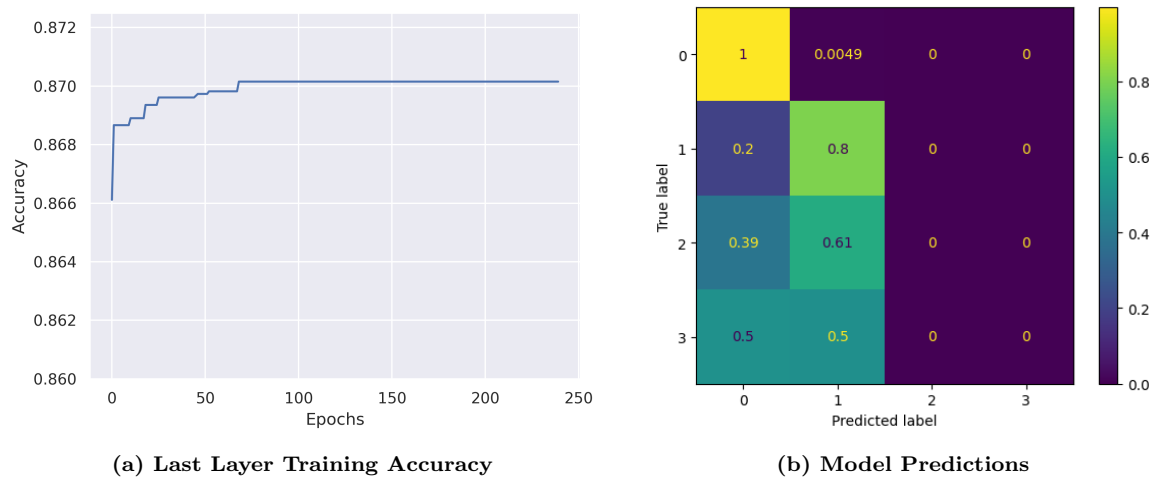 0.872
0.870
0.868
0.866
0.864
0.862
0.860
Accuracy
0 50 100 150 200 250
Epochs
(a) Last Layer Training Accuracy
True label
0 1 0.0049 0 0
1 0.2 0.8 0 0
2 0.39 0.61 0 0
3 0.5 0.5 0 0
0 1 2 3
Predicted label
0.8
0.6
0.4
0.2
0.0
(b) Model Predictions